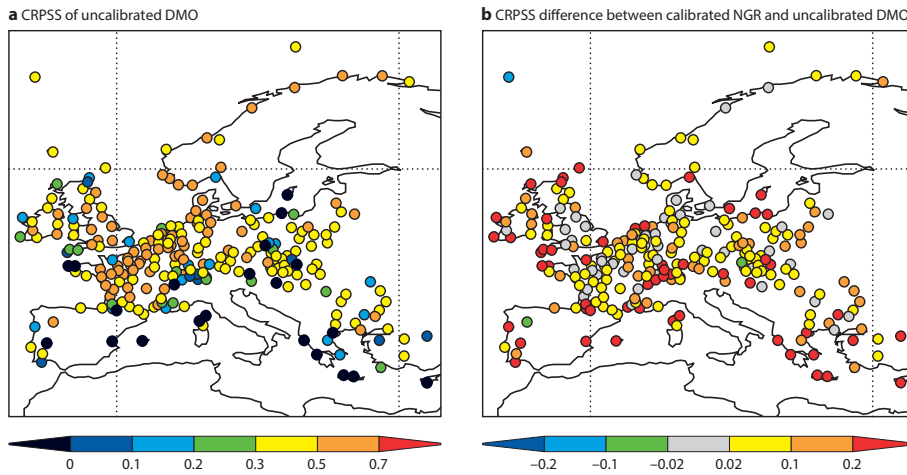 a CRPSS of uncalibrated DMO
b CRPSS difference between calibrated NGR and uncalibrated DMO
0 0.1 0.2 0.3 0.5 0.7
−0.2 −0.1 −0.02 0.02 0.1 0.2